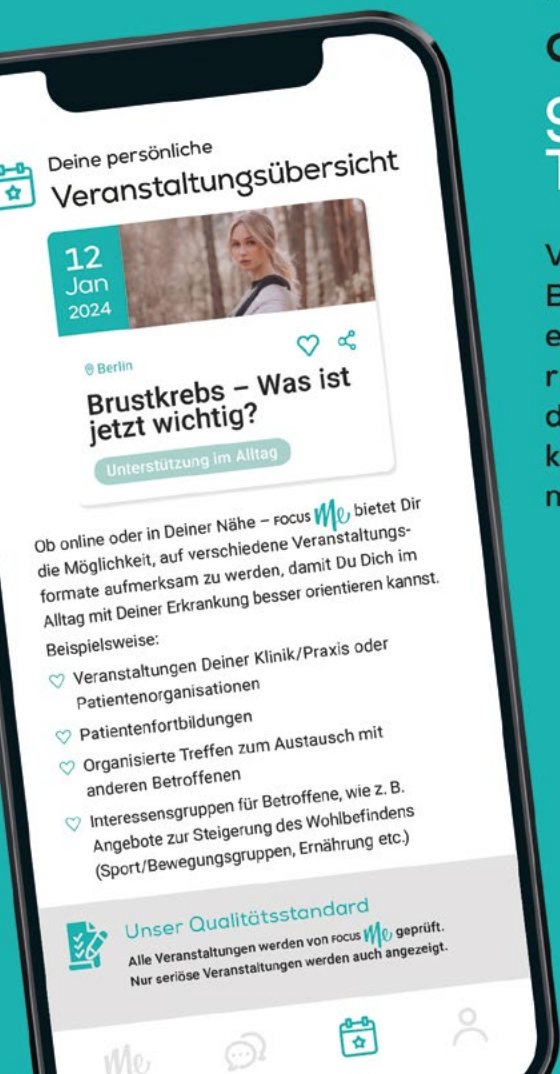 Deine persönliche
Veranstaltungsübersicht
12
Jan
2024
Berlin
Brustkrebs – Was ist
jetzt wichtig?
Unterstützung im Alltag
Ob online oder in Deiner Nähe – FOCUS Me bietet Dir
die Möglichkeit, auf verschiedene Veranstaltungs-
formate aufmerksam zu werden, damit Du Dich im
Alltag mit Deiner Erkrankung besser orientieren kannst.
Beispielsweise:
Veranstaltungen Deiner Klinik/Praxis oder
Patientenorganisationen
Patientenfortbildungen
Organisierte Treffen zum Austausch mit
anderen Betroffenen
Interessensgruppen für Betroffene, wie z. B.
Angebote zur Steigerung des Wohlbefindens
(Sport/Bewegungsgruppen, Ernährung etc.)
Unser Qualitätsstandard
Alle Veranstaltungen werden von FOCUS Me geprüft.
Nur seriöse Veranstaltungen werden auch angezeigt.
Me